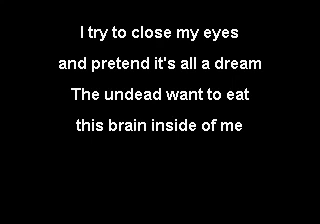 I try to close my eyes
and pretend it's all a dream
The undead want to eat
this brain inside of me